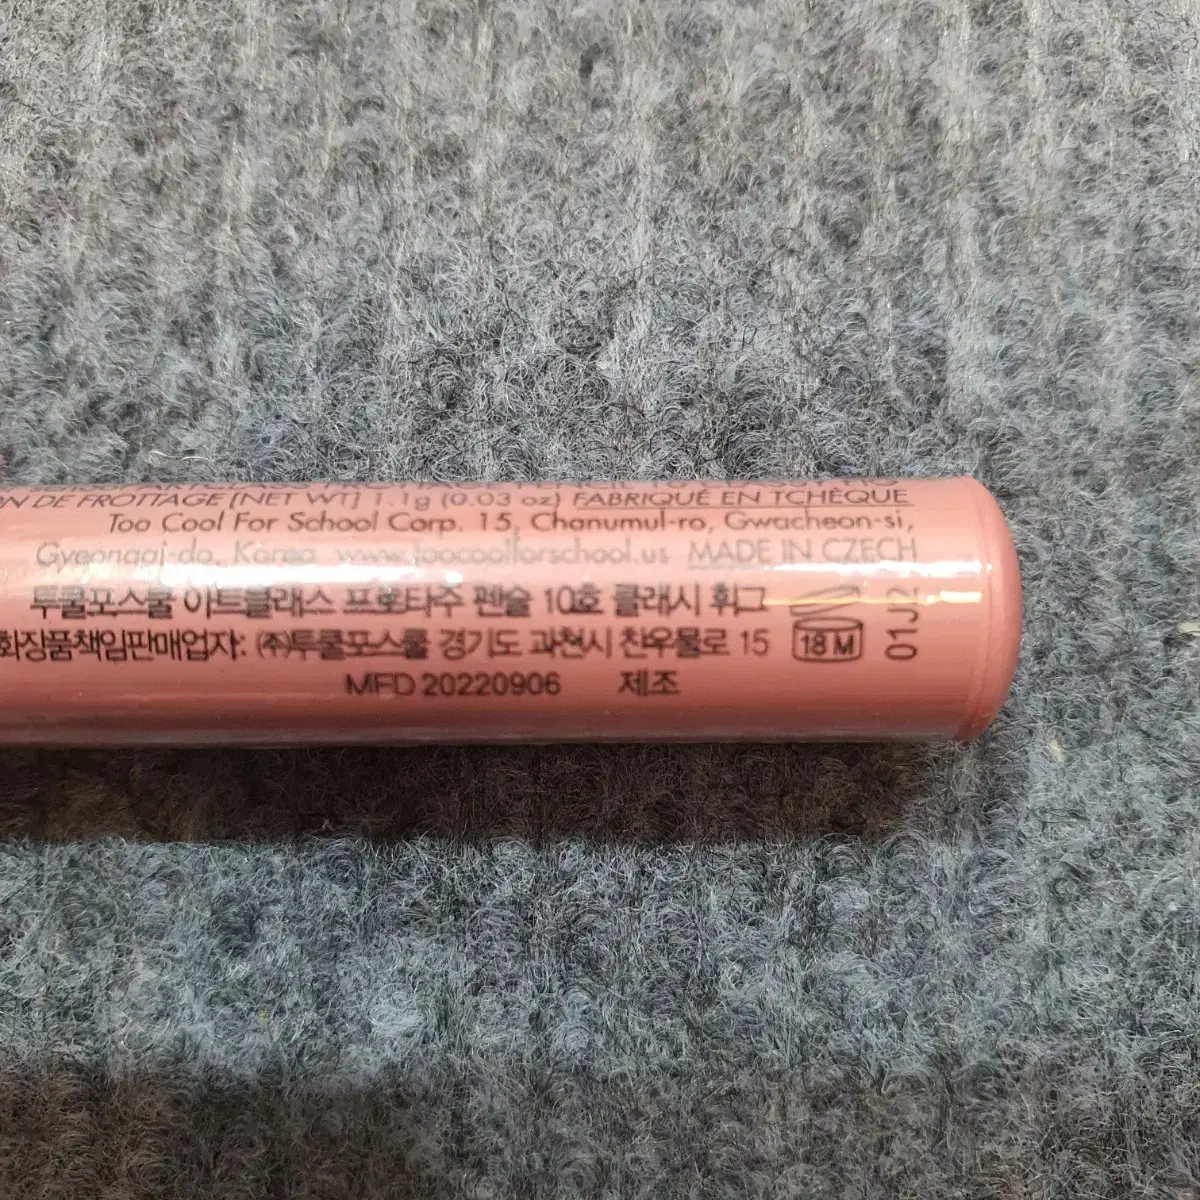 DE FROTTAGE (NET WT) 1.1g (0.03 oz) FABRIQUÉ EN TCHÈQUE
Too Cool For School Corp. 15, Chanumul-ro, Gwacheon-si,
Gyeonggi-do, Korea www.toocoolforschool.us MADE IN CZECH
투쿨포스쿨 아트클래스 프로타주 펜슬 10호 클래시 휘그
화장품책임판매업자: (주)투쿨포스쿨 경기도 과천시 찬우물로 15
18 M
MFD 20220906 제조
01J2